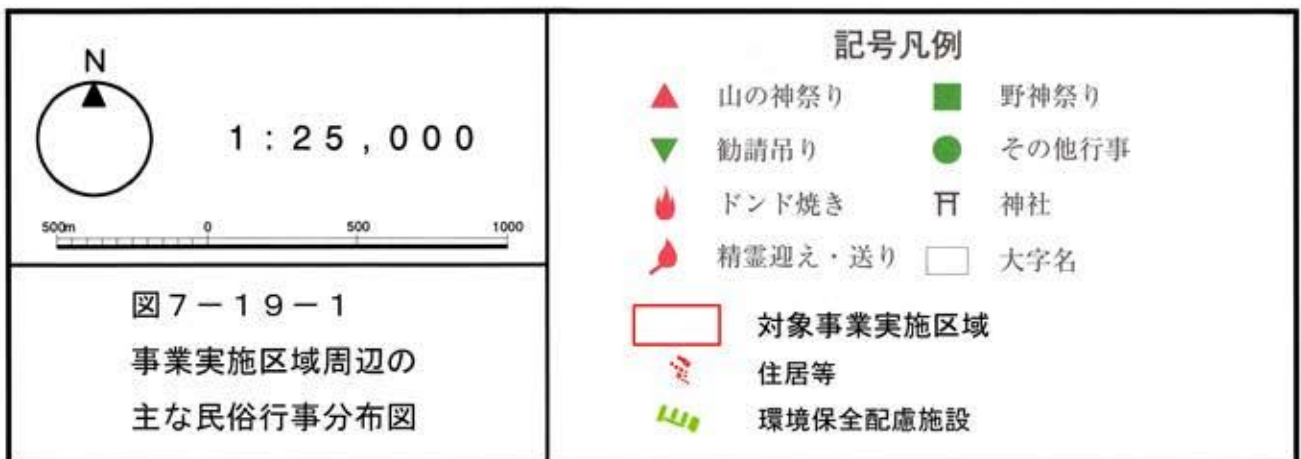 N
1:25,000
500m 0 500 1000
図7-19-1
事業実施区域周辺の
主な民俗行事分布図
記号凡例
山の神祭り 野神祭り
勧請吊り その他行事
ドンド焼き 神社
精霊迎え・送り 大字名
対象事業実施区域
住居等
環境保全配慮施設